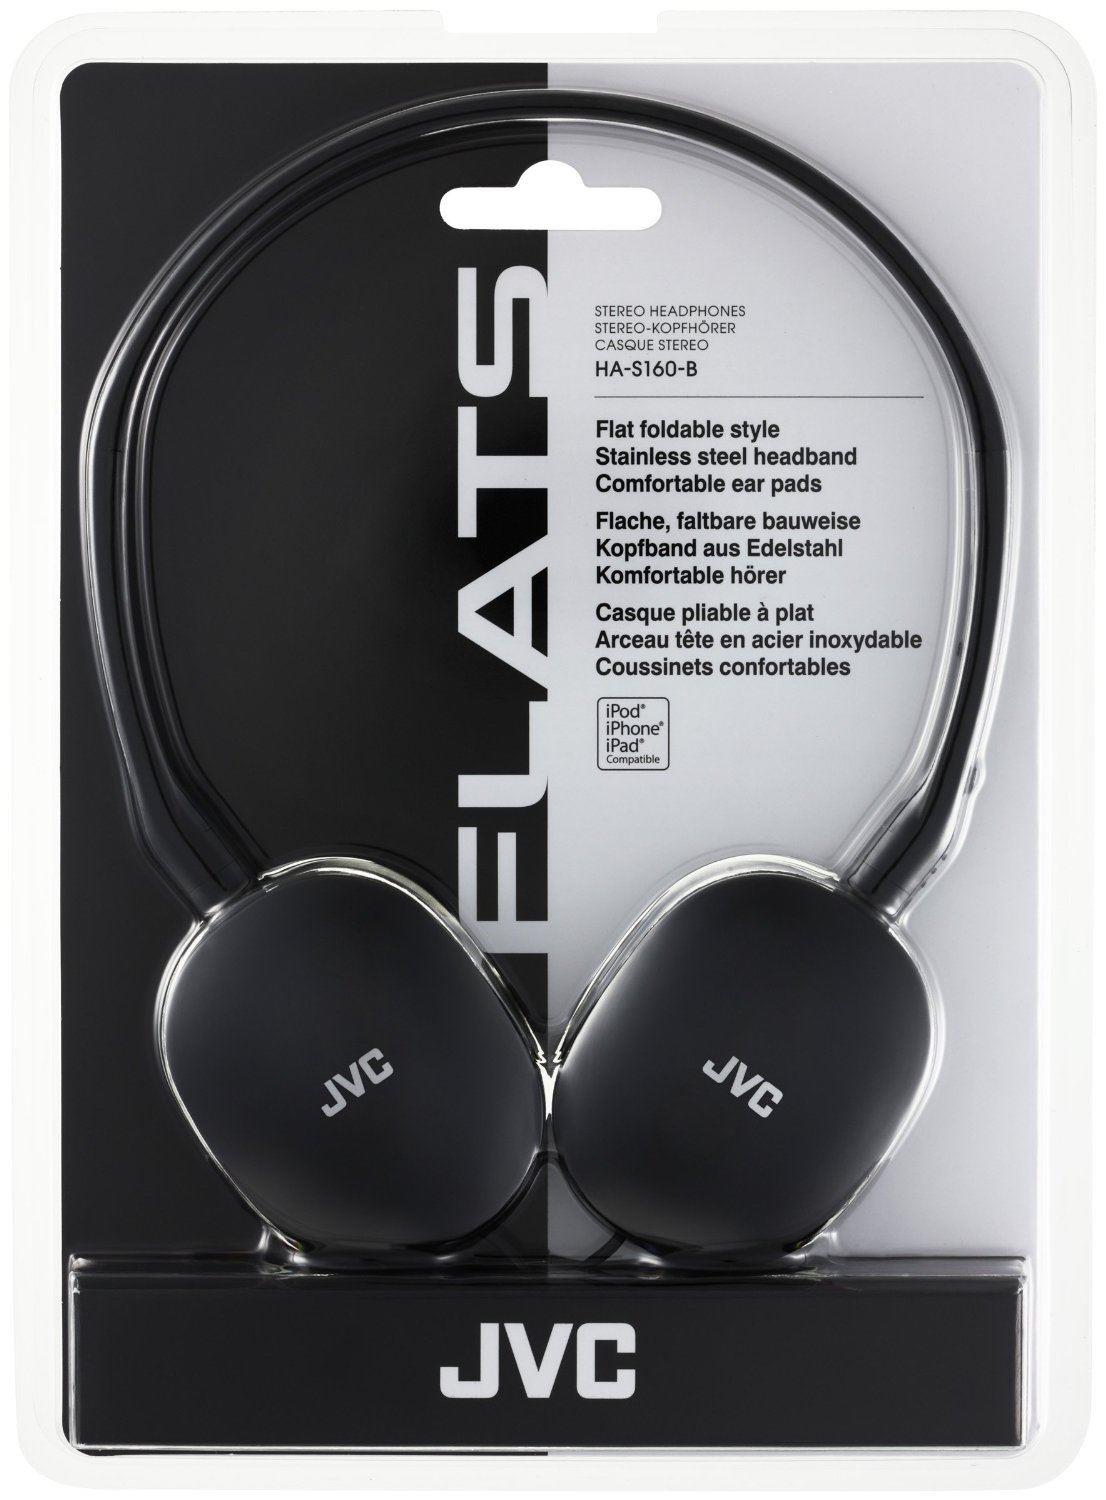 FLATS
STEREO HEADPHONES
STEREO-KOPFHÖRER
CASQUE STEREO
HA-S160-B
Flat foldable style
Stainless steel headband
Comfortable ear pads
Flache, faltbare bauweise
Kopfband aus Edelstahl
Komfortable hörer
Casque pliable à plat
Arceau tête en acier inoxydable
Coussinets confortables
iPod®
iPhone®
iPad®
Compatible
JVC
JVC
JVC